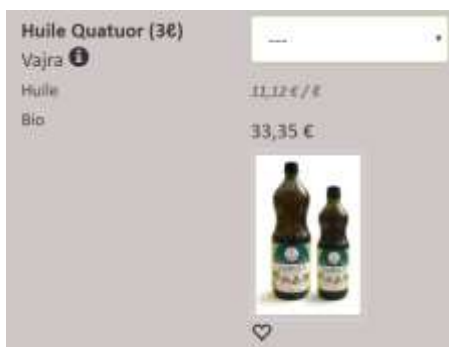 Huile Quatuor (3ℓ)
Vajra
Huile
Bio
---
11,12 € / ℓ
33,35 €